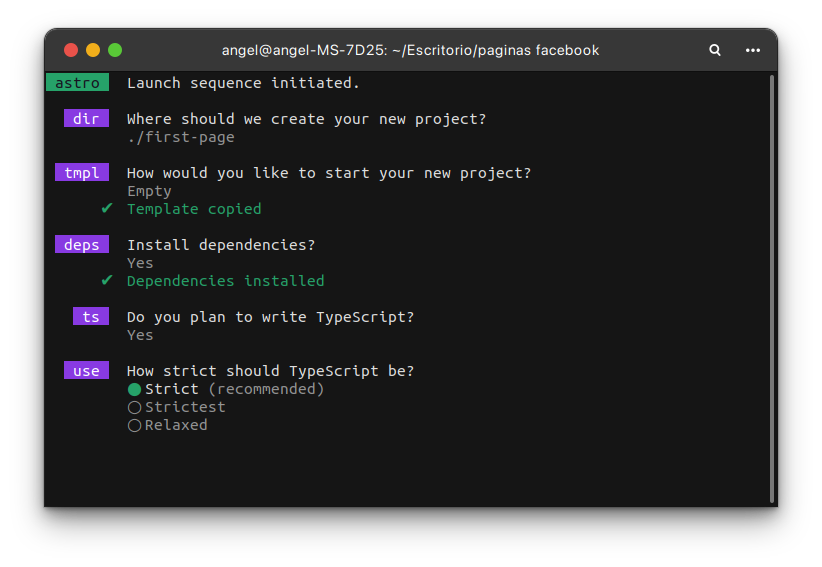 angel@angel-MS-7D25: ~/Escritorio/paginas facebook
astro Launch sequence initiated.
dir Where should we create your new project?
./first-page
tmpl How would you like to start your new project?
Empty
✔ Template copied
deps Install dependencies?
Yes
✔ Dependencies installed
ts Do you plan to write TypeScript?
Yes
use How strict should TypeScript be?
● Strict (recommended)
○ Strictest
○ Relaxed